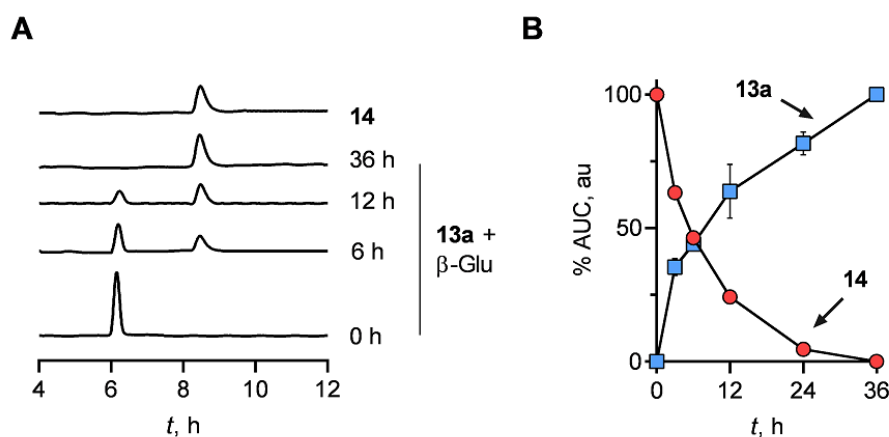 A
14
36 h
12 h
6 h
0 h
13a +
β-Glu
4 6 8 10 12
t, h
B
100
50
0
% AUC, au
13a
14
0 12 24 36
t, h